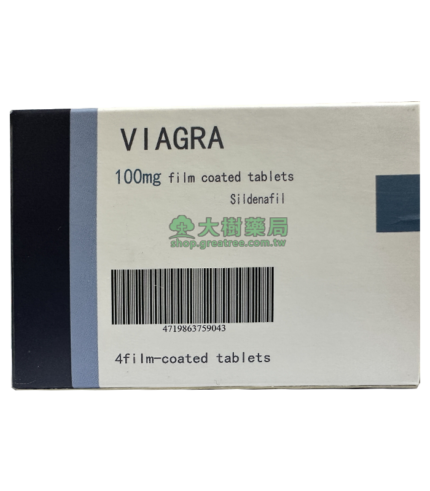 VIAGRA
100mg film coated tablets
Sildenafil
大樹藥局
shop.greatree.com.tw
4719863759043
4film-coated tablets